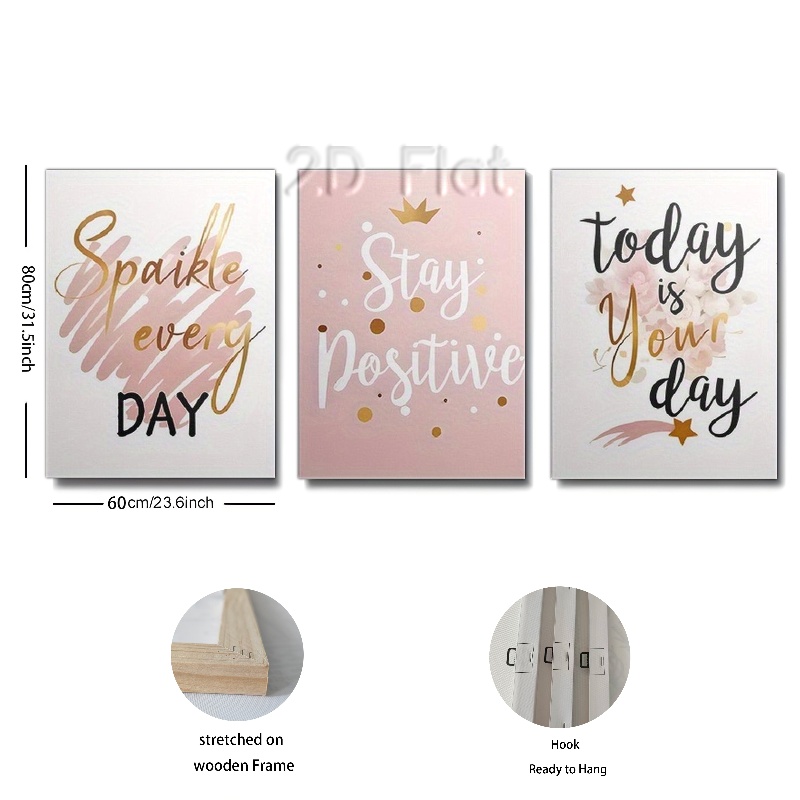 2D Flat
80cm/31.5inch
Spaikle
every
DAY
Stay
Positive
today
is
Your
day
60cm/23.6inch
stretched on
wooden Frame
Hook
Ready to Hang